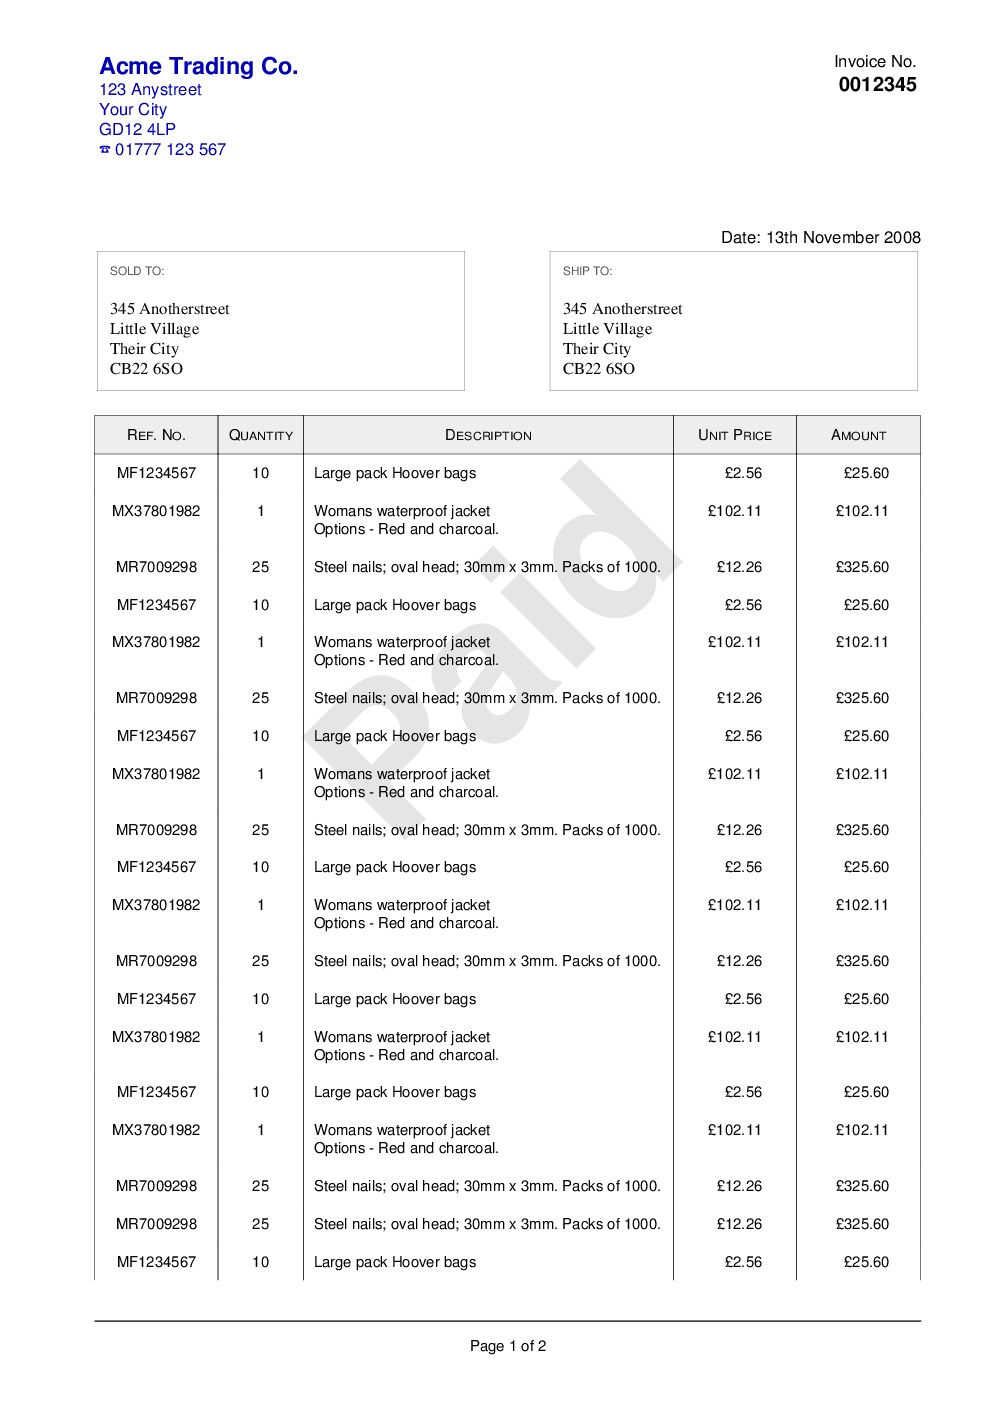 Acme Trading Co.
123 Anystreet
Your City
GD12 4LP
☎ 01777 123 567
Invoice No.
0012345
Date: 13th November 2008
SOLD TO:
345 Anotherstreet
Little Village
Their City
CB22 6SO
SHIP TO:
345 Anotherstreet
Little Village
Their City
CB22 6SO
REF. NO. QUANTITY DESCRIPTION UNIT PRICE AMOUNT
MF1234567 10 Large pack Hoover bags £2.56 £25.60
MX37801982 1 Womans waterproof jacket £102.11 £102.11
Options - Red and charcoal.
MR7009298 25 Steel nails; oval head; 30mm x 3mm. Packs of 1000. £12.26 £325.60
MF1234567 10 Large pack Hoover bags £2.56 £25.60
MX37801982 1 Womans waterproof jacket £102.11 £102.11
Options - Red and charcoal.
MR7009298 25 Steel nails; oval head; 30mm x 3mm. Packs of 1000. £12.26 £325.60
MF1234567 10 Large pack Hoover bags £2.56 £25.60
MX37801982 1 Womans waterproof jacket £102.11 £102.11
Options - Red and charcoal.
MR7009298 25 Steel nails; oval head; 30mm x 3mm. Packs of 1000. £12.26 £325.60
MF1234567 10 Large pack Hoover bags £2.56 £25.60
MX37801982 1 Womans waterproof jacket £102.11 £102.11
Options - Red and charcoal.
MR7009298 25 Steel nails; oval head; 30mm x 3mm. Packs of 1000. £12.26 £325.60
MF1234567 10 Large pack Hoover bags £2.56 £25.60
MX37801982 1 Womans waterproof jacket £102.11 £102.11
Options - Red and charcoal.
MF1234567 10 Large pack Hoover bags £2.56 £25.60
MX37801982 1 Womans waterproof jacket £102.11 £102.11
Options - Red and charcoal.
MR7009298 25 Steel nails; oval head; 30mm x 3mm. Packs of 1000. £12.26 £325.60
MR7009298 25 Steel nails; oval head; 30mm x 3mm. Packs of 1000. £12.26 £325.60
MF1234567 10 Large pack Hoover bags £2.56 £25.60
Paid
Page 1 of 2